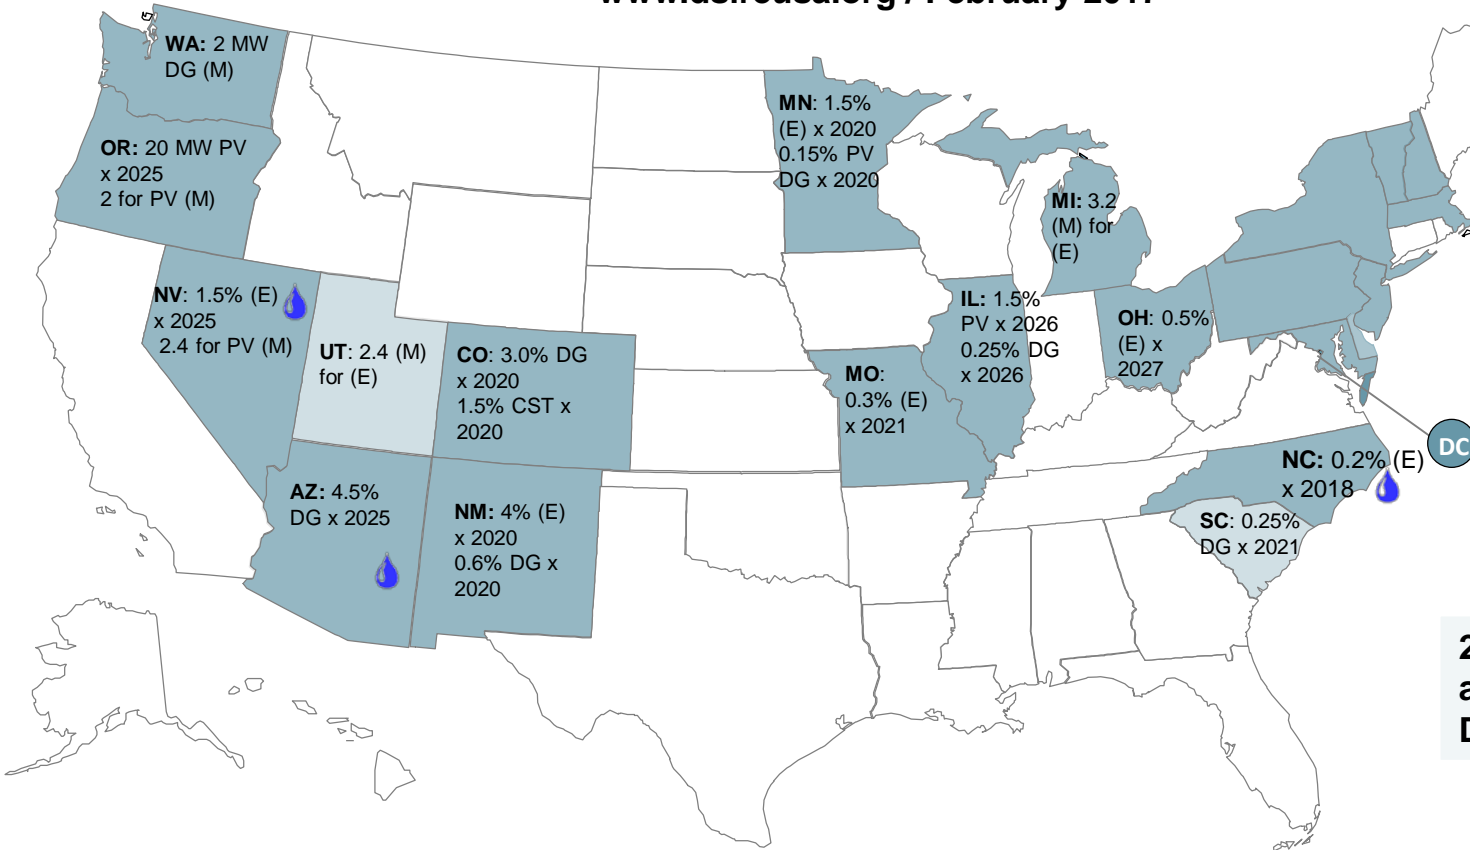 WA: 2 MW
DG (M)
OR: 20 MW PV
x 2025
2 for PV (M)
NV: 1.5% (E)
x 2025
2.4 for PV (M)
UT: 2.4 (M)
for (E)
CO: 3.0% DG
x 2020
1.5% CST x
2020
AZ: 4.5%
DG x 2025
NM: 4% (E)
x 2020
0.6% DG x
2020
MN: 1.5%
(E) x 2020
0.15% PV
DG x 2020
MI: 3.2
(M) for
(E)
IL: 1.5%
PV x 2026
0.25% DG
x 2026
MO:
0.3% (E)
x 2021
OH: 0.5%
(E) x
2027
DC
NC: 0.2% (E)
x 2018
SC: 0.25%
DG x 2021